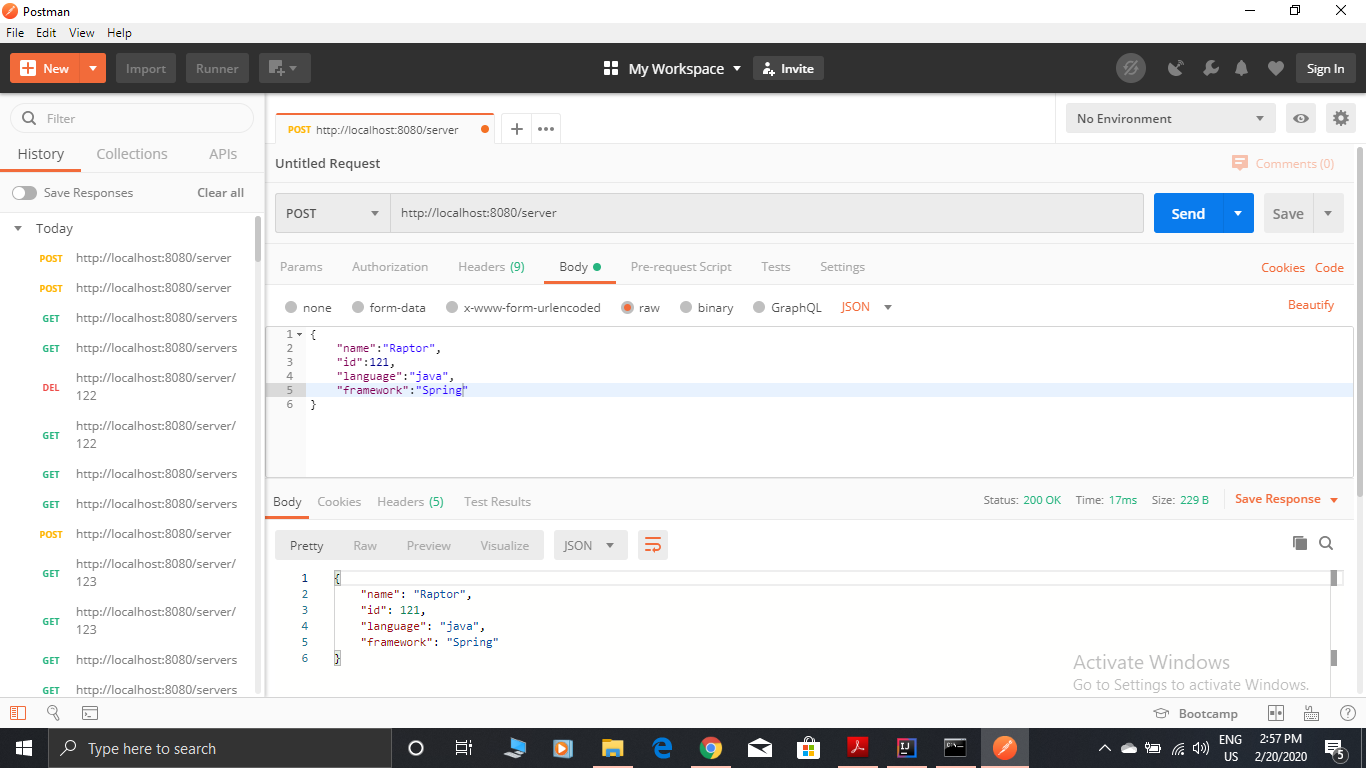 Postman
File Edit View Help
New Import Runner My Workspace Invite Sign In
Filter
History Collections APIs
Save Responses Clear all
Today
POST http://localhost:8080/server
POST http://localhost:8080/server
GET http://localhost:8080/servers
GET http://localhost:8080/servers
DEL http://localhost:8080/server/
122
GET http://localhost:8080/server/
122
GET http://localhost:8080/servers
GET http://localhost:8080/servers
POST http://localhost:8080/server
GET http://localhost:8080/server/
123
GET http://localhost:8080/server/
123
GET http://localhost:8080/servers
GET http://localhost:8080/servers
POST http://localhost:8080/server
No Environment
Untitled Request
Comments (0)
POST http://localhost:8080/server Send Save
Params Authorization Headers (9) Body Pre-request Script Tests Settings Cookies Code
none form-data x-www-form-urlencoded raw binary GraphQL JSON Beautify
1 {
2 "name":"Raptor",
3 "id":121,
4 "language":"java",
5 "framework":"Spring"
6 }
Body Cookies Headers (5) Test Results Status: 200 OK Time: 17ms Size: 229 B Save Response
Pretty Raw Preview Visualize JSON
1 {
2 "name": "Raptor",
3 "id": 121,
4 "language": "java",
5 "framework": "Spring"
6 }
Activate Windows
Go to Settings to activate Windows.
Bootcamp
Type here to search
ENG
US
2:57 PM
2/20/2020
5